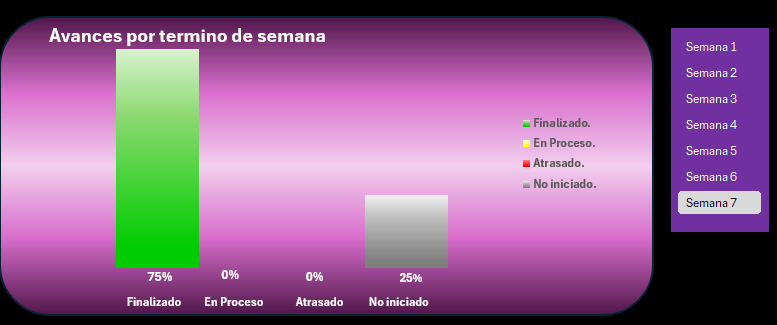 Avances por termino de semana
Finalizado.
En Proceso.
Atrasado.
No iniciado.
75% 0% 0% 25%
Finalizado En Proceso Atrasado No iniciado
Semana 1
Semana 2
Semana 3
Semana 4
Semana 5
Semana 6
Semana 7